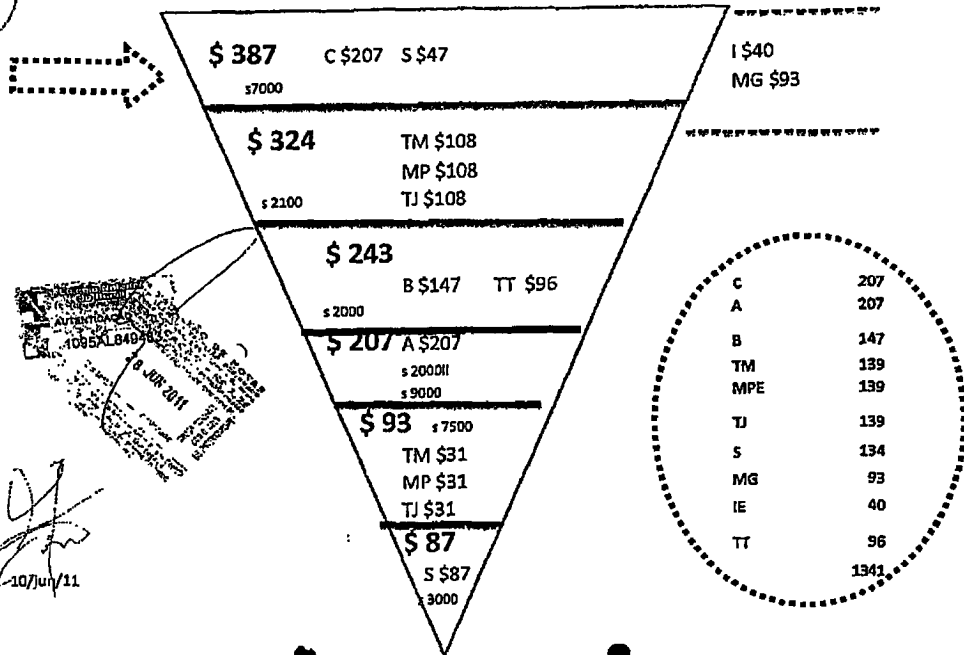 $ 387 C $207 S $47
s7000
I $40
MG $93
$ 324 TM $108
MP $108
TJ $108
s 2100
$ 243
B $147 TT $96
s 2000
$ 207 A $207
s 2000II
s 9000
$ 93 s 7500
TM $31
MP $31
TJ $31
$ 87
S $87
s 3000
C 207
A 207
B 147
TM 139
MPE 139
TJ 139
S 134
MG 93
IE 40
TT 96
1341
AUTENTICAÇÃO
DE NOTAS
JUN 2011
10/jun/11